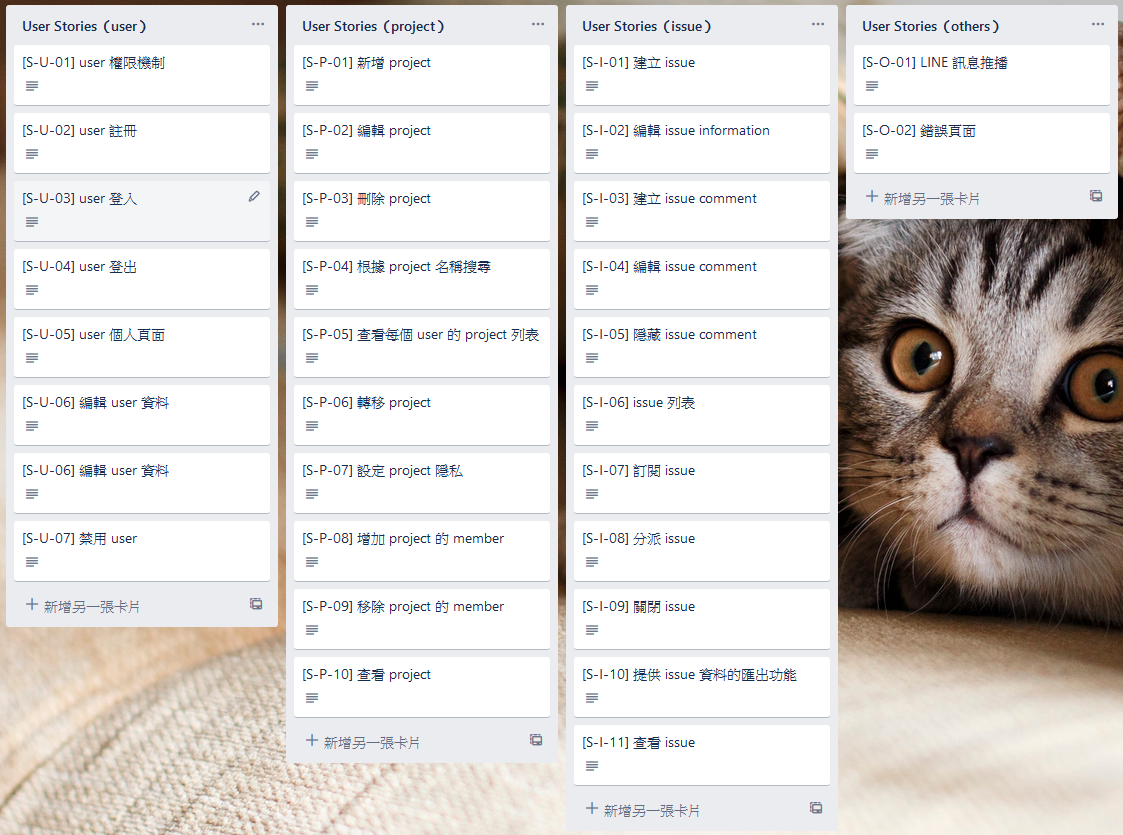 User Stories（user）
[S-U-01] user 權限機制
[S-U-02] user 註冊
[S-U-03] user 登入
[S-U-04] user 登出
[S-U-05] user 個人頁面
[S-U-06] 編輯 user 資料
[S-U-06] 編輯 user 資料
[S-U-07] 禁用 user
新增另一張卡片
User Stories（project）
[S-P-01] 新增 project
[S-P-02] 編輯 project
[S-P-03] 刪除 project
[S-P-04] 根據 project 名稱搜尋
[S-P-05] 查看每個 user 的 project 列表
[S-P-06] 轉移 project
[S-P-07] 設定 project 隱私
[S-P-08] 增加 project 的 member
[S-P-09] 移除 project 的 member
[S-P-10] 查看 project
新增另一張卡片
User Stories（issue）
[S-I-01] 建立 issue
[S-I-02] 編輯 issue information
[S-I-03] 建立 issue comment
[S-I-04] 編輯 issue comment
[S-I-05] 隱藏 issue comment
[S-I-06] issue 列表
[S-I-07] 訂閱 issue
[S-I-08] 分派 issue
[S-I-09] 關閉 issue
[S-I-10] 提供 issue 資料的匯出功能
[S-I-11] 查看 issue
新增另一張卡片
User Stories（others）
[S-O-01] LINE 訊息推播
[S-O-02] 錯誤頁面
新增另一張卡片